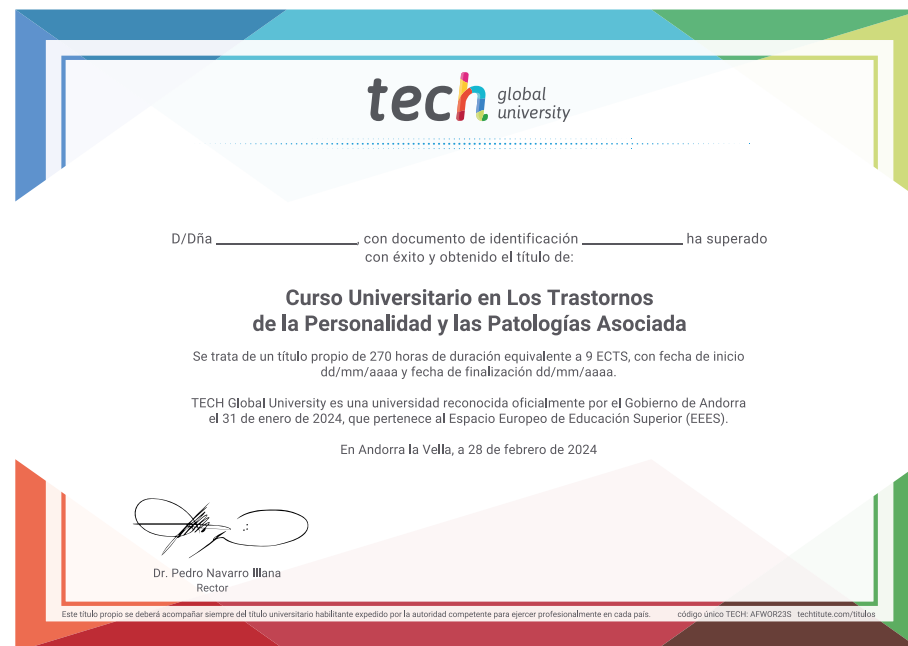 tech global university
D/Dña ______________, con documento de identificación __________ ha superado
con éxito y obtenido el título de:
Curso Universitario en Los Trastornos
de la Personalidad y las Patologías Asociada
Se trata de un título propio de 270 horas de duración equivalente a 9 ECTS, con fecha de inicio
dd/mm/aaaa y fecha de finalización dd/mm/aaaa.
TECH Global University es una universidad reconocida oficialmente por el Gobierno de Andorra
el 31 de enero de 2024, que pertenece al Espacio Europeo de Educación Superior (EEES).
En Andorra la Vella, a 28 de febrero de 2024
Dr. Pedro Navarro Illana
Rector
Este título propio se deberá acompañar siempre del título universitario habilitante expedido por la autoridad competente para ejercer profesionalmente en cada país. código único TECH: AFWOR23S techtitute.com/titulos